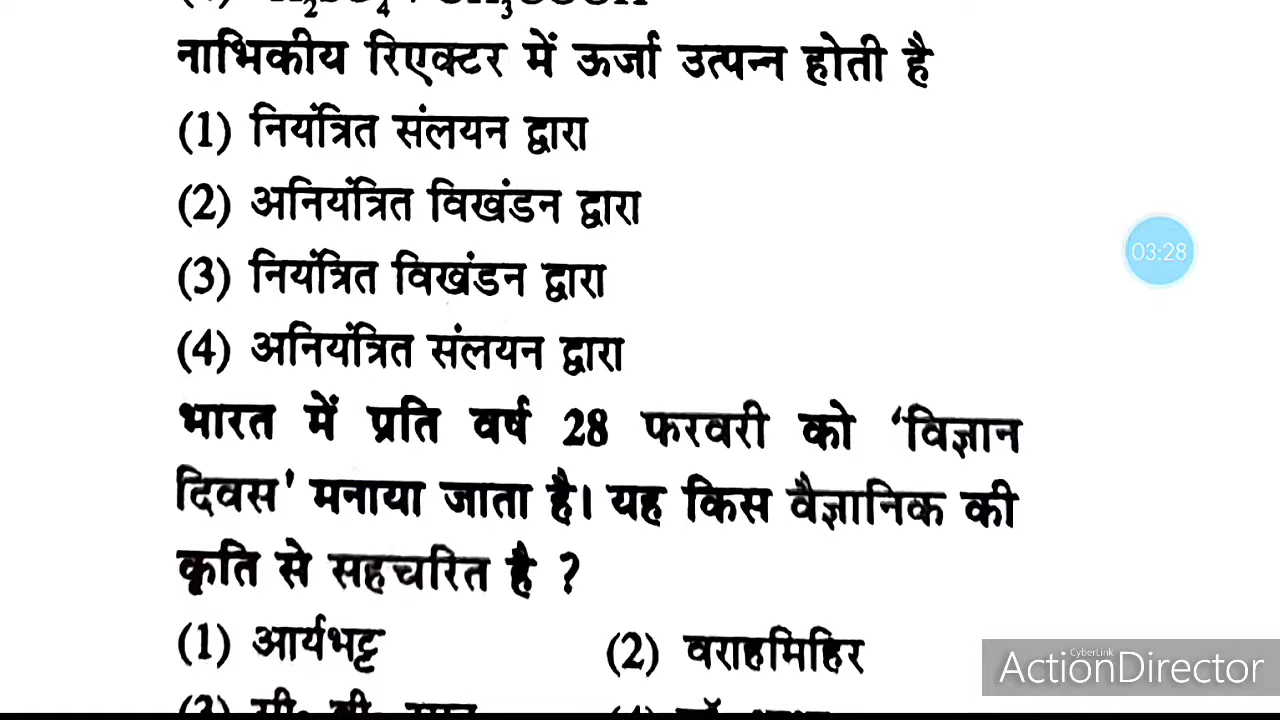 नाभिकीय रिएक्टर में ऊर्जा उत्पन्न होती है
(1) नियंत्रित संलयन द्वारा
(2) अनियंत्रित विखंडन द्वारा
(3) नियंत्रित विखंडन द्वारा
03:28
(4) अनियंत्रित संलयन द्वारा
भारत में प्रति वर्ष 28 फरवरी को ‘विज्ञान
दिवस’ मनाया जाता है। यह किस वैज्ञानिक की
कृति से सहचरित है ?
(1) आर्यभट्ट (2) वराहमिहिर
CyberLink
ActionDirector